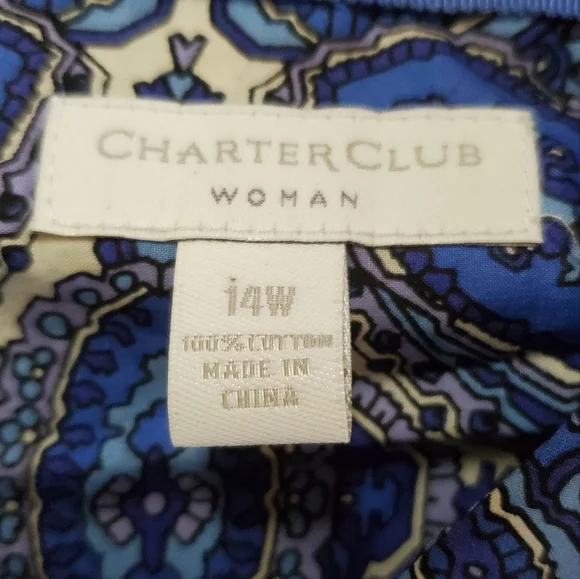 CHARTER CLUB
WOMAN
14W
100% COTTON
MADE IN
CHINA